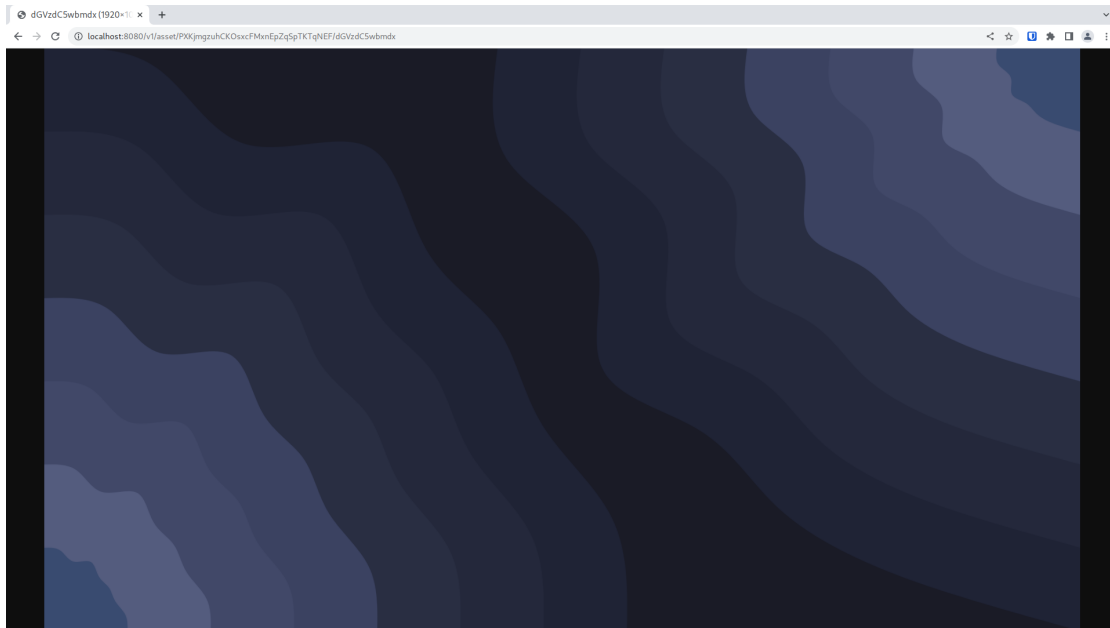 dGVzdC5wbmdx (1920×10
localhost:8080/v1/asset/PXKjmgzuhCKOsxcFMxnEpZqSpTKTqNEF/dGVzdC5wbmdx